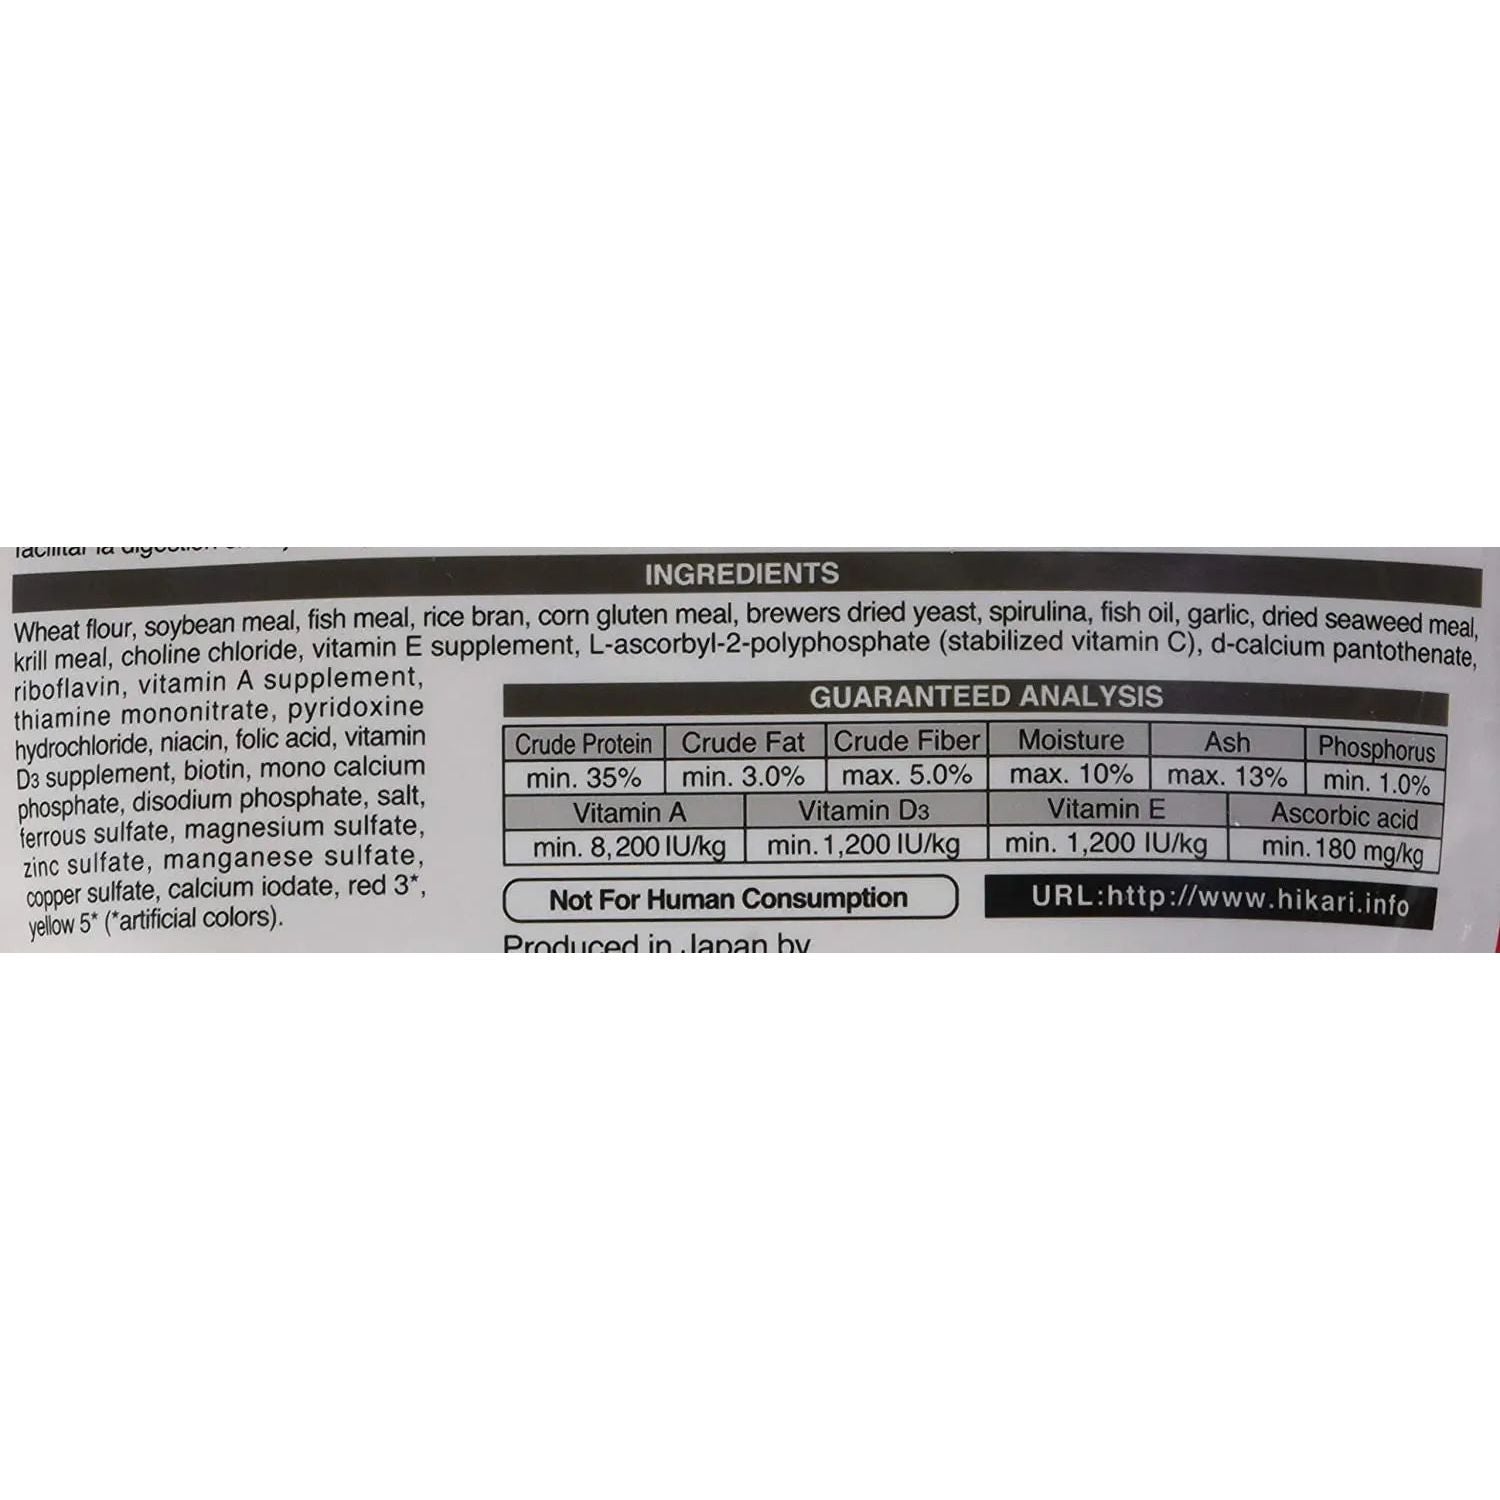 facilitar la
INGREDIENTS
Wheat flour, soybean meal, fish meal, rice bran, corn gluten meal, brewers dried yeast, spirulina, fish oil, garlic, dried seaweed meal,
krill meal, choline chloride, vitamin E supplement, L-ascorbyl-2-polyphosphate (stabilized vitamin C), d-calcium pantothenate,
riboflavin, vitamin A supplement,
thiamine mononitrate, pyridoxine
hydrochloride, niacin, folic acid, vitamin
D3 supplement, biotin, mono calcium
phosphate, disodium phosphate, salt,
ferrous sulfate, magnesium sulfate,
zinc sulfate, manganese sulfate,
copper sulfate, calcium iodate, red 3*,
yellow 5* (*artificial colors).
GUARANTEED ANALYSIS
Crude Protein Crude Fat Crude Fiber Moisture Ash Phosphorus
min. 35% min. 3.0% max. 5.0% max. 10% max. 13% min. 1.0%
Vitamin A Vitamin D3 Vitamin E Ascorbic acid
min. 8,200 IU/kg min. 1,200 IU/kg min. 1,200 IU/kg min. 180 mg/kg
Not For Human Consumption
URL:http://www.hikari.info
Produced in Japan by